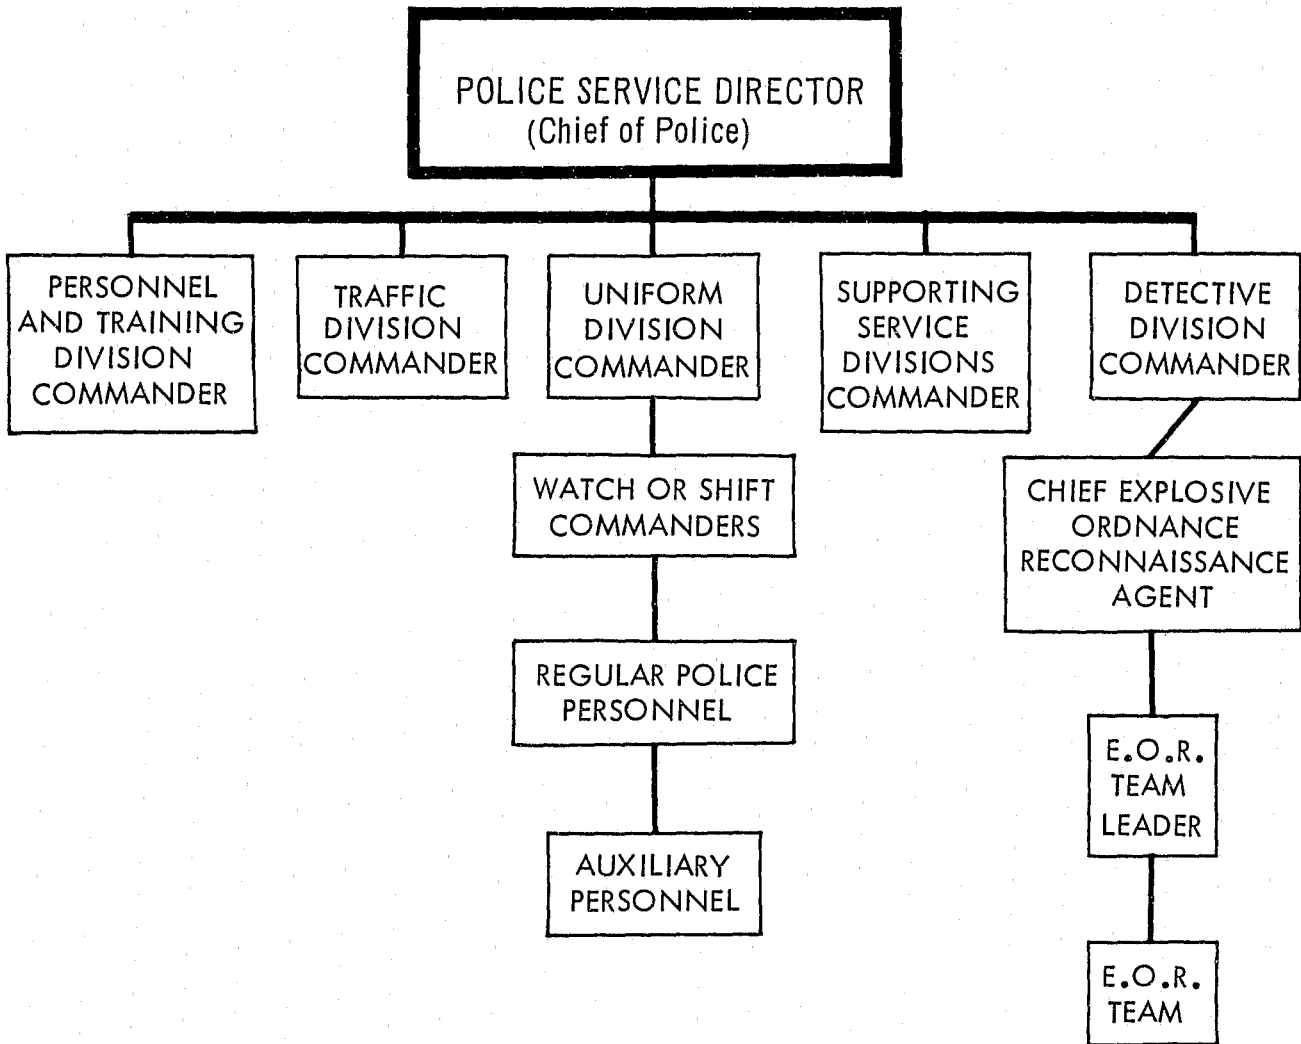 POLICE SERVICE DIRECTOR
(Chief of Police)
PERSONNEL
AND TRAINING
DIVISION
COMMANDER
TRAFFIC
DIVISION
COMMANDER
UNIFORM
DIVISION
COMMANDER
SUPPORTING
SERVICE
DIVISIONS
COMMANDER
DETECTIVE
DIVISION
COMMANDER
WATCH OR SHIFT
COMMANDERS
CHIEF EXPLOSIVE
ORDNANCE
RECONNAISSANCE
AGENT
REGULAR POLICE
PERSONNEL
E.O.R.
TEAM
LEADER
AUXILIARY
PERSONNEL
E.O.R.
TEAM